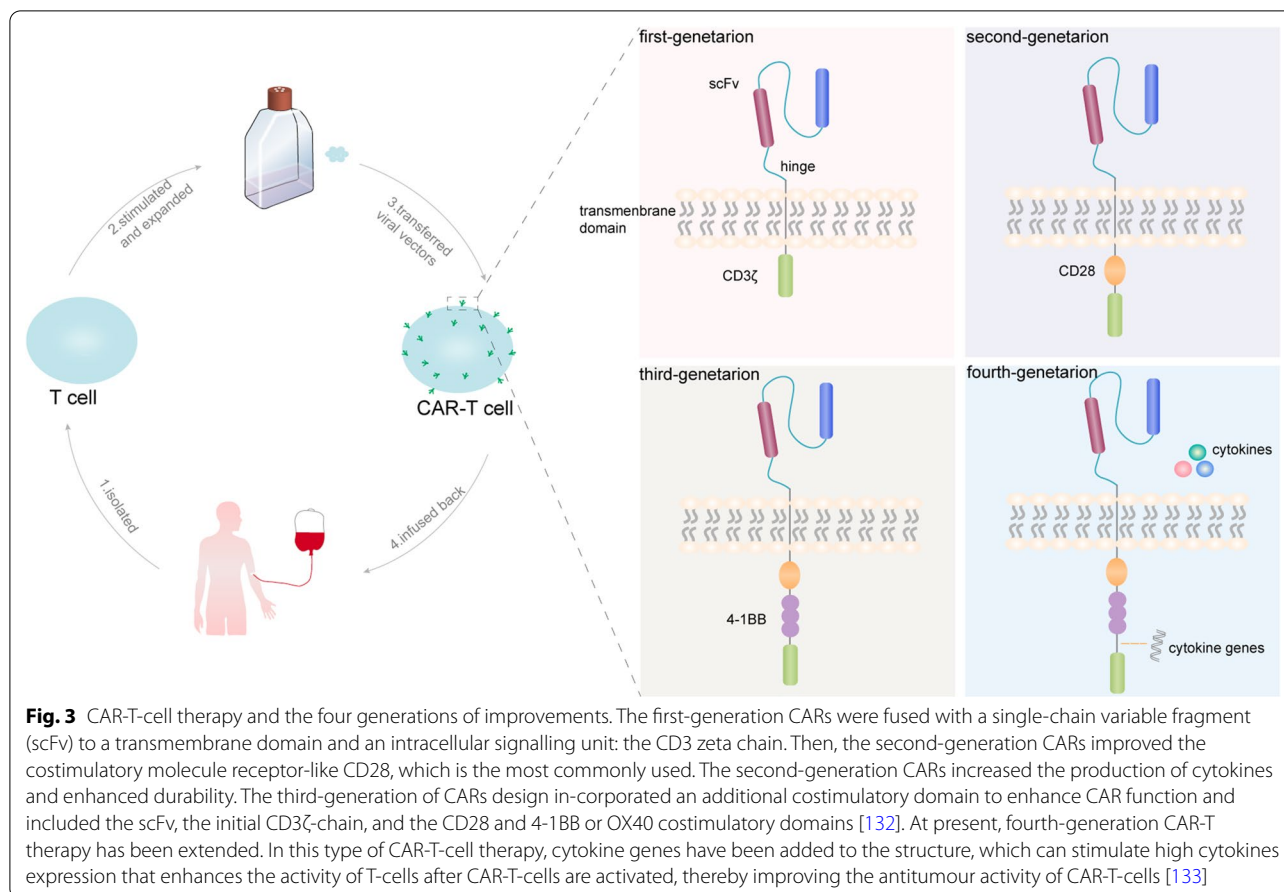 first-genetarion
scFv
hinge
transmenbrane
domain
CD3ζ
second-genetarion
CD28
2.stimulated
and expanded
3.transferred
viral vectors
T cell
CAR-T cell
1.isolated
4.infused back
third-genetarion
4-1BB
fourth-genetarion
cytokines
cytokine genes
Fig. 3 CAR-T-cell therapy and the four generations of improvements. The first-generation CARs were fused with a single-chain variable fragment
(scFv) to a transmembrane domain and an intracellular signalling unit: the CD3 zeta chain. Then, the second-generation CARs improved the
costimulatory molecule receptor-like CD28, which is the most commonly used. The second-generation CARs increased the production of cytokines
and enhanced durability. The third-generation of CARs design in-corporated an additional costimulatory domain to enhance CAR function and
included the scFv, the initial CD3ζ-chain, and the CD28 and 4-1BB or OX40 costimulatory domains [132]. At present, fourth-generation CAR-T
therapy has been extended. In this type of CAR-T-cell therapy, cytokine genes have been added to the structure, which can stimulate high cytokines
expression that enhances the activity of T-cells after CAR-T-cells are activated, thereby improving the antitumour activity of CAR-T-cells [133]